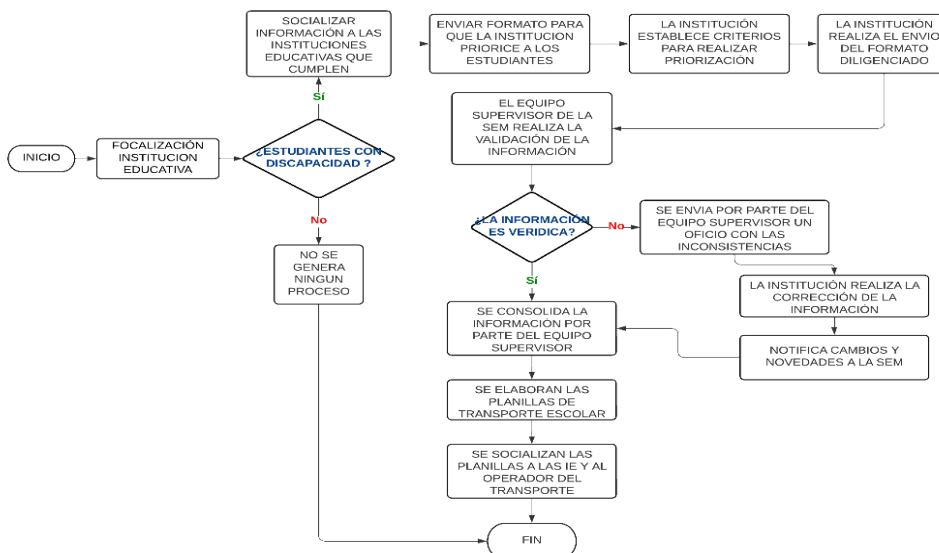 SOCIALIZAR
INFORMACIÓN A LAS
INSTITUCIONES
EDUCATIVAS QUE
CUMPLEN
ENVIAR FORMATO PARA
QUE LA INSTITUCION
PRIORICE A LOS
ESTUDIANTES
LA INSTITUCIÓN
ESTABLECE CRITERIOS
PARA REALIZAR
PRIORIZACIÓN
LA INSTITUCIÓN
REALIZA EL ENVIO
DEL FORMATO
DILIGENCIADO
Sí
INICIO
FOCALIZACIÓN
INSTITUCION
EDUCATIVA
¿ESTUDIANTES CON
DISCAPACIDAD ?
EL EQUIPO
SUPERVISOR DE LA
SEM REALIZA LA
VALIDACIÓN DE LA
INFORMACIÓN
No
NO SE
GENERA
NINGUN
PROCESO
¿LA INFORMACIÓN
ES VERIDICA?
No
SE ENVIA POR PARTE DEL
EQUIPO SUPERVISOR UN
OFICIO CON LAS
INCONSISTENCIAS
Sí
LA INSTITUCIÓN REALIZA LA
CORRECCIÓN DE LA
INFORMACIÓN
SE CONSOLIDA LA
INFORMACIÓN POR
PARTE DEL EQUIPO
SUPERVISOR
NOTIFICA CAMBIOS Y
NOVEDADES A LA SEM
SE ELABORAN LAS
PLANILLAS DE
TRANSPORTE ESCOLAR
SE SOCIALIZAN LAS
PLANILLAS A LAS IE Y AL
OPERADOR DEL
TRANSPORTE
FIN